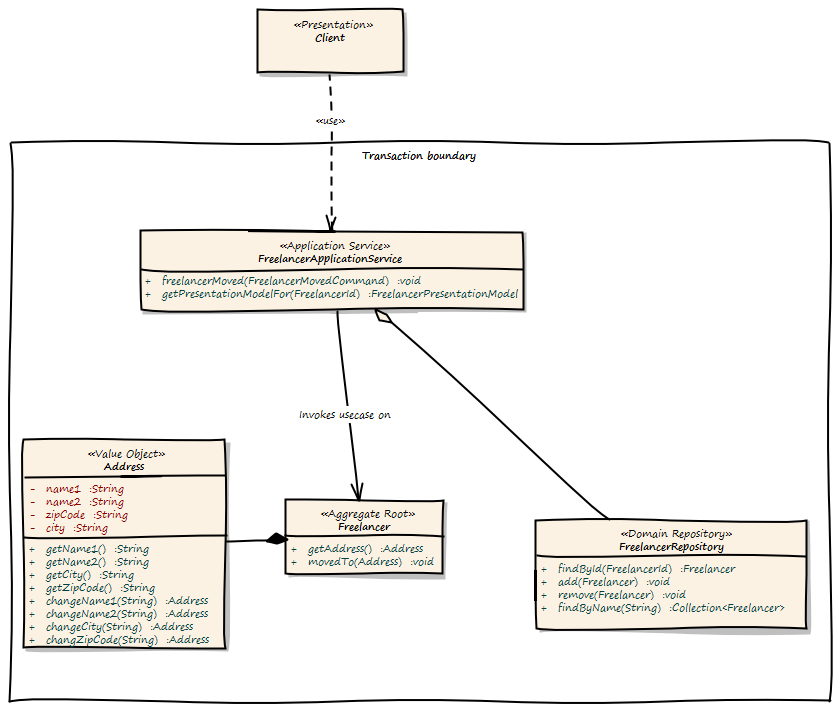 «Presentation»
Client
«use»
Transaction boundary
«Application Service»
FreelancerApplicationService
+ freelancerMoved(FreelancerMovedCommand) :void
+ getPresentationModelFor(FreelancerId) :FreelancerPresentationModel
Invokes usecase on
«Value Object»
Address
- name1 :String
- name2 :String
- zipCode :String
- city :String
+ getName1() :String
+ getName2() :String
+ getCity() :String
+ getZipCode() :String
+ changeName1(String) :Address
+ changeName2(String) :Address
+ changeCity(String) :Address
+ changZipCode(String) :Address
«Aggregate Root»
Freelancer
+ getAddress() :Address
+ movedTo(Address) :void
«Domain Repository»
FreelancerRepository
+ findById(FreelancerId) :Freelancer
+ add(Freelancer) :void
+ remove(Freelancer) :void
+ findByName(String) :Collection<Freelancer>